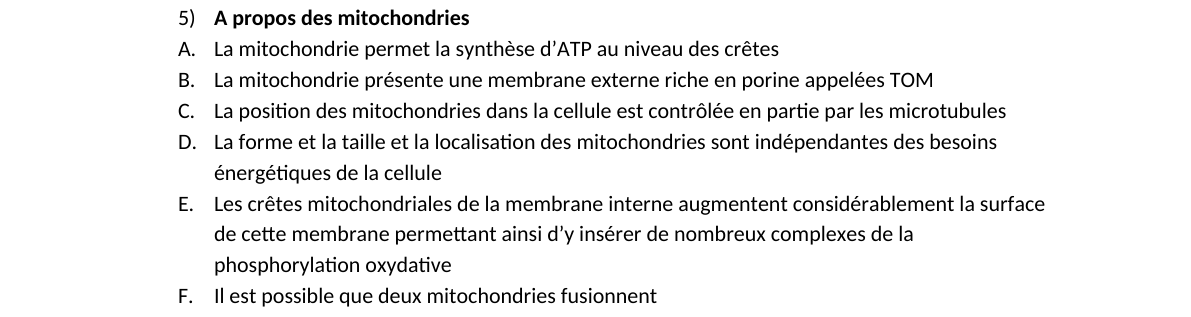 5) A propos des mitochondries
A. La mitochondrie permet la synthèse d’ATP au niveau des crêtes
B. La mitochondrie présente une membrane externe riche en porine appelées TOM
C. La position des mitochondries dans la cellule est contrôlée en partie par les microtubules
D. La forme et la taille et la localisation des mitochondries sont indépendantes des besoins
énergétiques de la cellule
E. Les crêtes mitochondriales de la membrane interne augmentent considérablement la surface
de cette membrane permettant ainsi d’y insérer de nombreux complexes de la
phosphorylation oxydative
F. Il est possible que deux mitochondries fusionnent